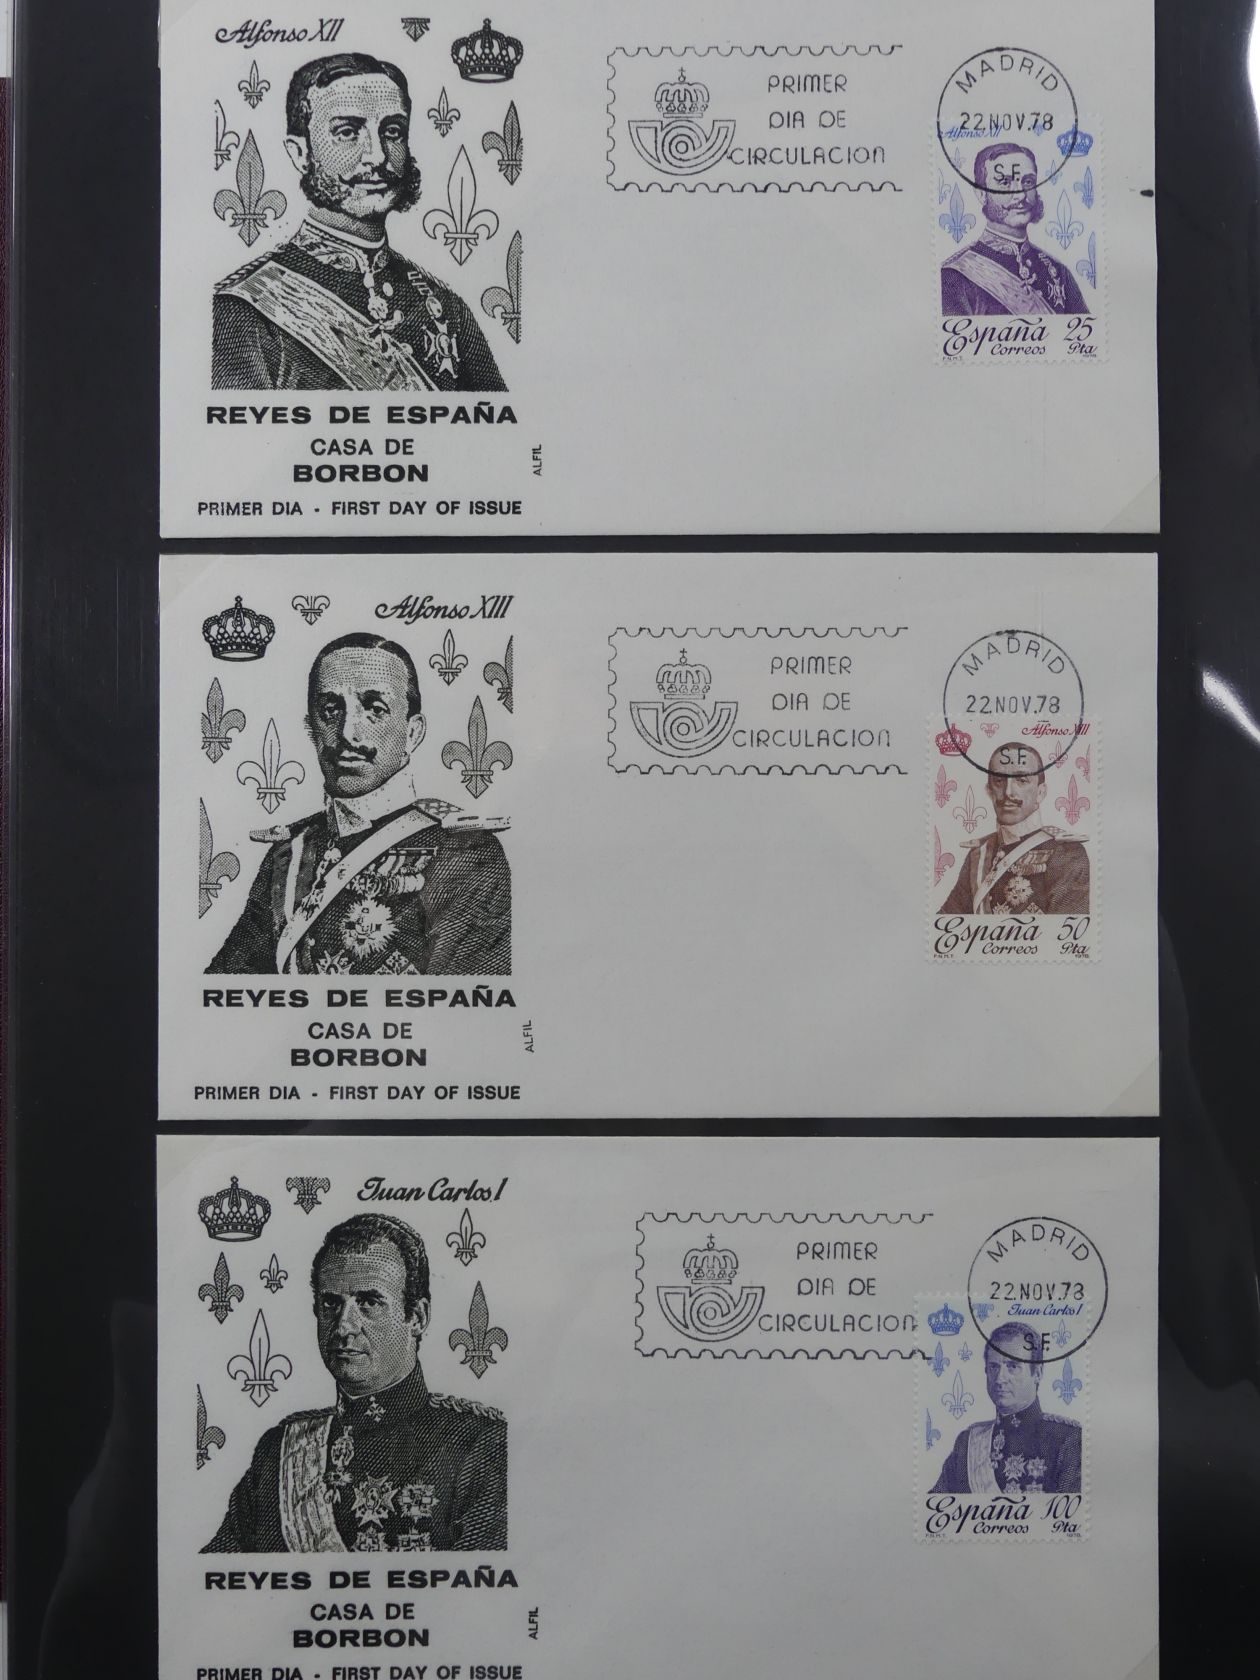 Alfonso XII
REYES DE ESPAÑA
CASA DE
BORBON
ALFIL
PRIMER DIA - FIRST DAY OF ISSUE
PRIMER
DIA DE
CIRCULACION
MADRID
22.NOV.78
S.F.
Alfonso XII
España 25
Correos Pta
F.N.M.T. 1978
Alfonso XIII
REYES DE ESPAÑA
CASA DE
BORBON
ALFIL
PRIMER DIA - FIRST DAY OF ISSUE
PRIMER
DIA DE
CIRCULACION
MADRID
22.NOV.78
S.F.
Alfonso XIII
España 50
Correos Pta
F.N.M.T. 1978
Juan Carlos I
REYES DE ESPAÑA
CASA DE
BORBON
ALFIL
PRIMER DIA - FIRST DAY OF ISSUE
PRIMER
DIA DE
CIRCULACION
MADRID
22.NOV.78
S.F.
Juan Carlos I
España 100
Correos Pta
F.N.M.T. 1978